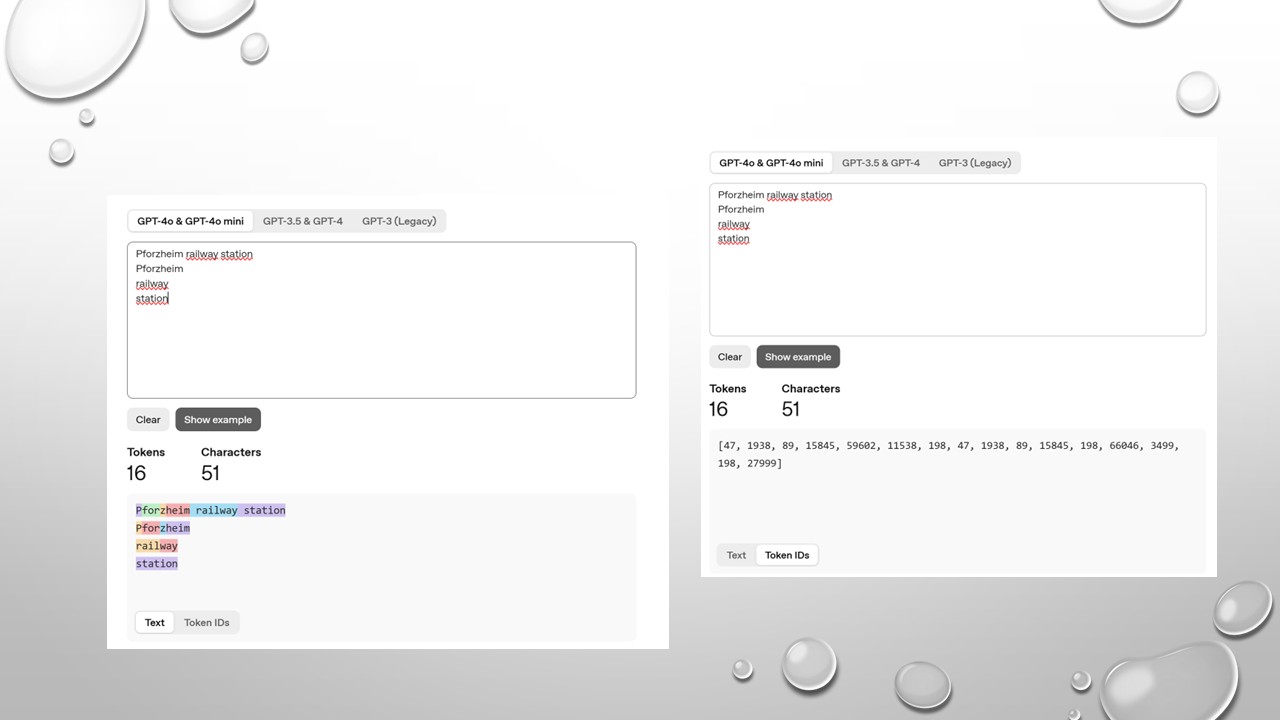 GPT-4o & GPT-4o mini GPT-3.5 & GPT-4 GPT-3 (Legacy)
Pforzheim railway station
Pforzheim
railway
station
Clear Show example
Tokens Characters
16 51
Pforzheim railway station
Pforzheim
railway
station
Text Token IDs
GPT-4o & GPT-4o mini GPT-3.5 & GPT-4 GPT-3 (Legacy)
Pforzheim railway station
Pforzheim
railway
station
Clear Show example
Tokens Characters
16 51
[47, 1938, 89, 15845, 59602, 11538, 198, 47, 1938, 89, 15845, 198, 66046, 3499,
198, 27999]
Text Token IDs